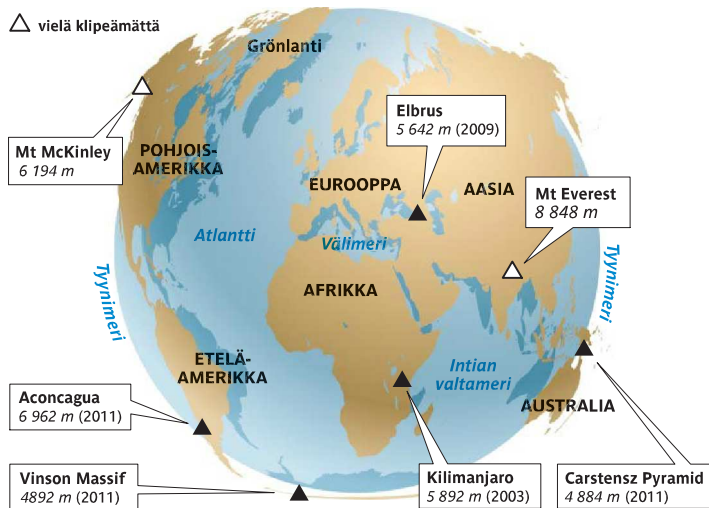 vielä klipeämättä
Grönlanti
Mt McKinley
6 194 m
POHJOIS-
AMERIKKA
Elbrus
5 642 m (2009)
EUROOPPA
AASIA
Mt Everest
8 848 m
Atlantti
Välimeri
Tyynimeri
Tyynimeri
AFRIKKA
ETELÄ-
AMERIKKA
Intian
valtameri
AUSTRALIA
Aconcagua
6 962 m (2011)
Vinson Massif
4892 m (2011)
Kilimanjaro
5 892 m (2003)
Carstensz Pyramid
4 884 m (2011)